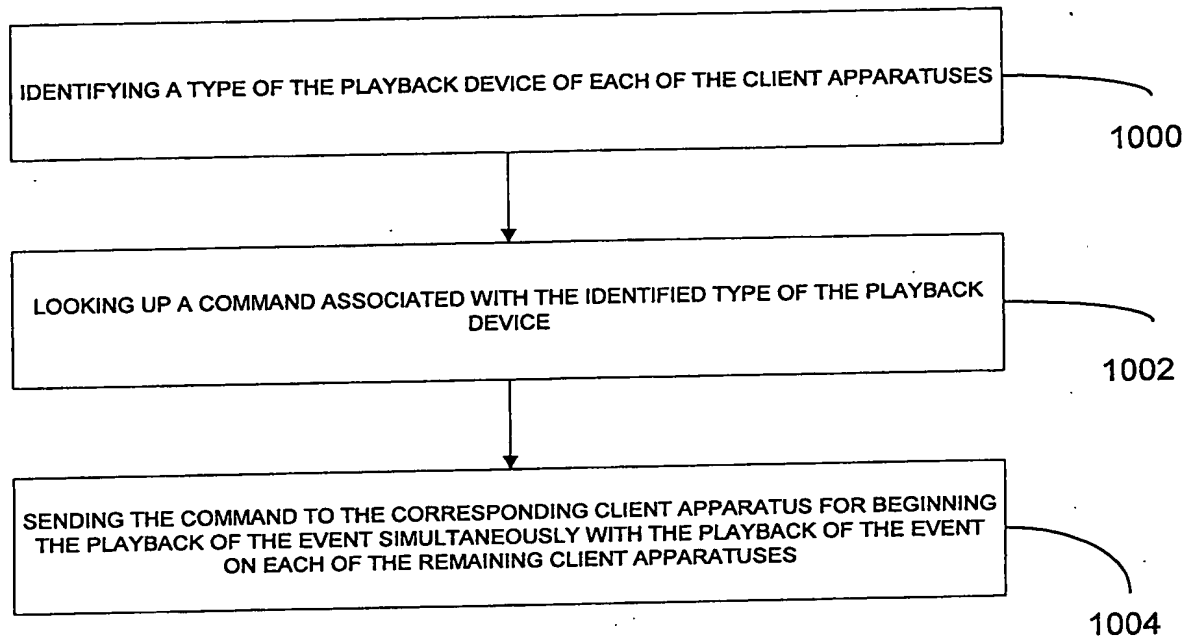 IDENTIFYING A TYPE OF THE PLAYBACK DEVICE OF EACH OF THE CLIENT APPARATUSES
1000
LOOKING UP A COMMAND ASSOCIATED WITH THE IDENTIFIED TYPE OF THE PLAYBACK
DEVICE
1002
SENDING THE COMMAND TO THE CORRESPONDING CLIENT APPARATUS FOR BEGINNING
THE PLAYBACK OF THE EVENT SIMULTANEOUSLY WITH THE PLAYBACK OF THE EVENT
ON EACH OF THE REMAINING CLIENT APPARATUSES
1004